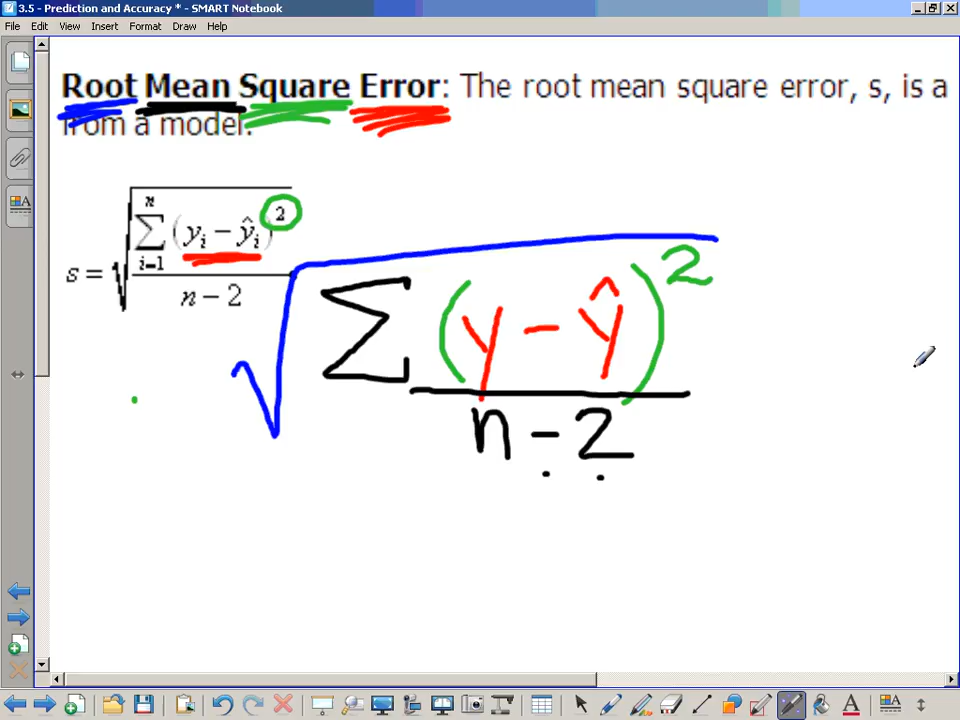 3.5 - Prediction and Accuracy * - SMART Notebook
File Edit View Insert Format Draw Help
Root Mean Square Error: The root mean square error, s, is a
from a model.
s = √(∑_{i=1}^{n} (y_i − ŷ_i)^2 / n − 2)
√(∑ (y − ŷ)^2 / n − 2)